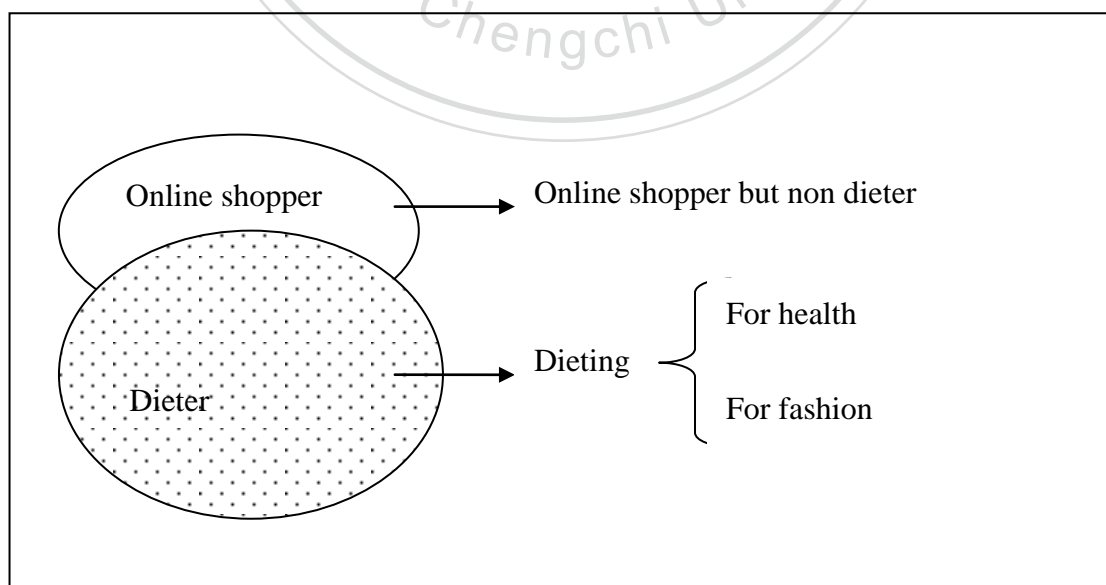 Chengchi U
Online shopper
Online shopper but non dieter
For health
Dieting
Dieter
For fashion